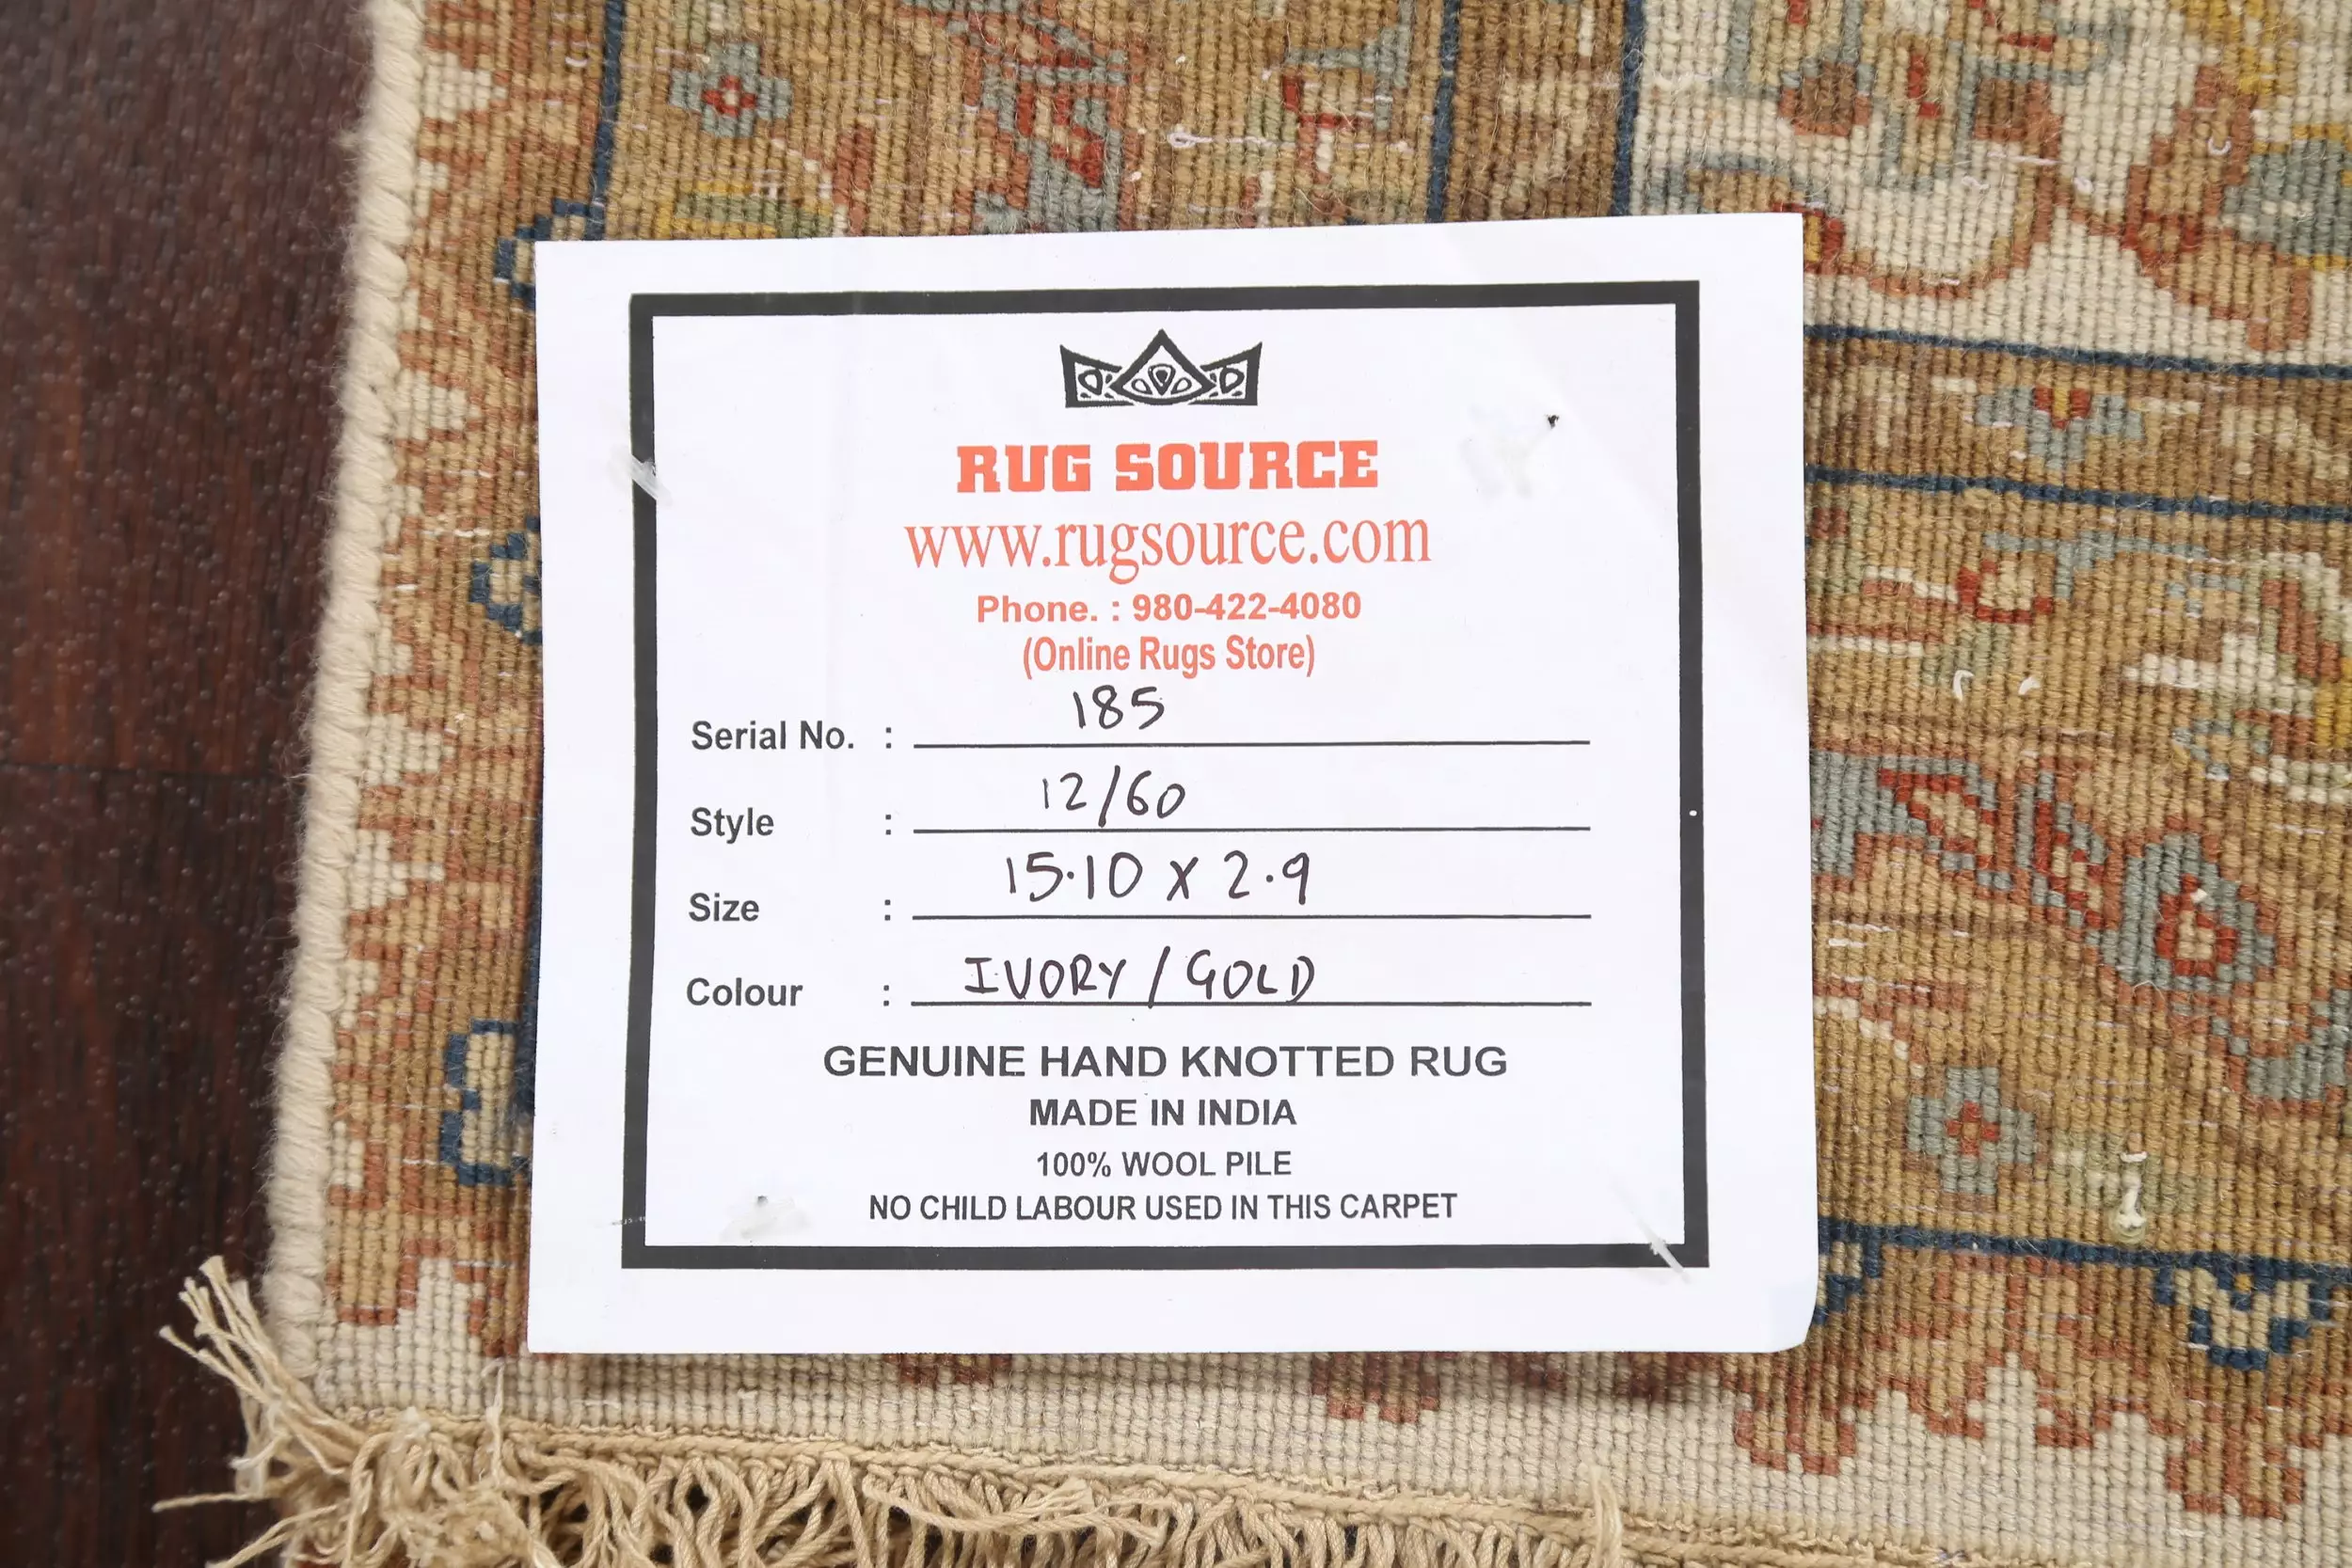 RUG SOURCE
www.rugsource.com
Phone. : 980-422-4080
(Online Rugs Store)
Serial No. : 185
Style : 12/60
Size : 15.10 X 2.9
Colour : IVORY / GOLD
GENUINE HAND KNOTTED RUG
MADE IN INDIA
100% WOOL PILE
NO CHILD LABOUR USED IN THIS CARPET